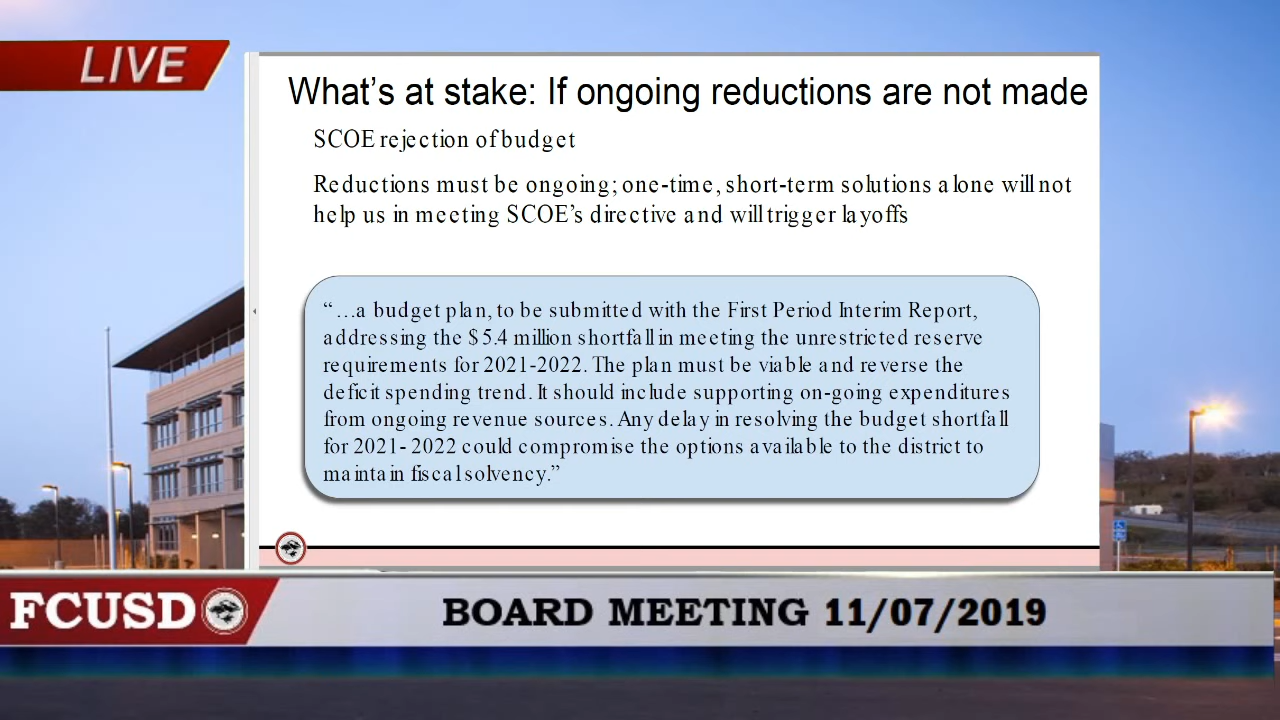 LIVE
What's at stake: If ongoing reductions are not made
SCOE rejection of budget
Reductions must be ongoing; one-time, short-term solutions alone will not
help us in meeting SCOE's directive and will trigger layoffs
“…a budget plan, to be submitted with the First Period Interim Report,
addressing the $5.4 million shortfall in meeting the unrestricted reserve
requirements for 2021-2022. The plan must be viable and reverse the
deficit spending trend. It should include supporting on-going expenditures
from ongoing revenue sources. Any delay in resolving the budget shortfall
for 2021- 2022 could compromise the options available to the district to
maintain fiscal solvency.”
FCUSD
BOARD MEETING 11/07/2019